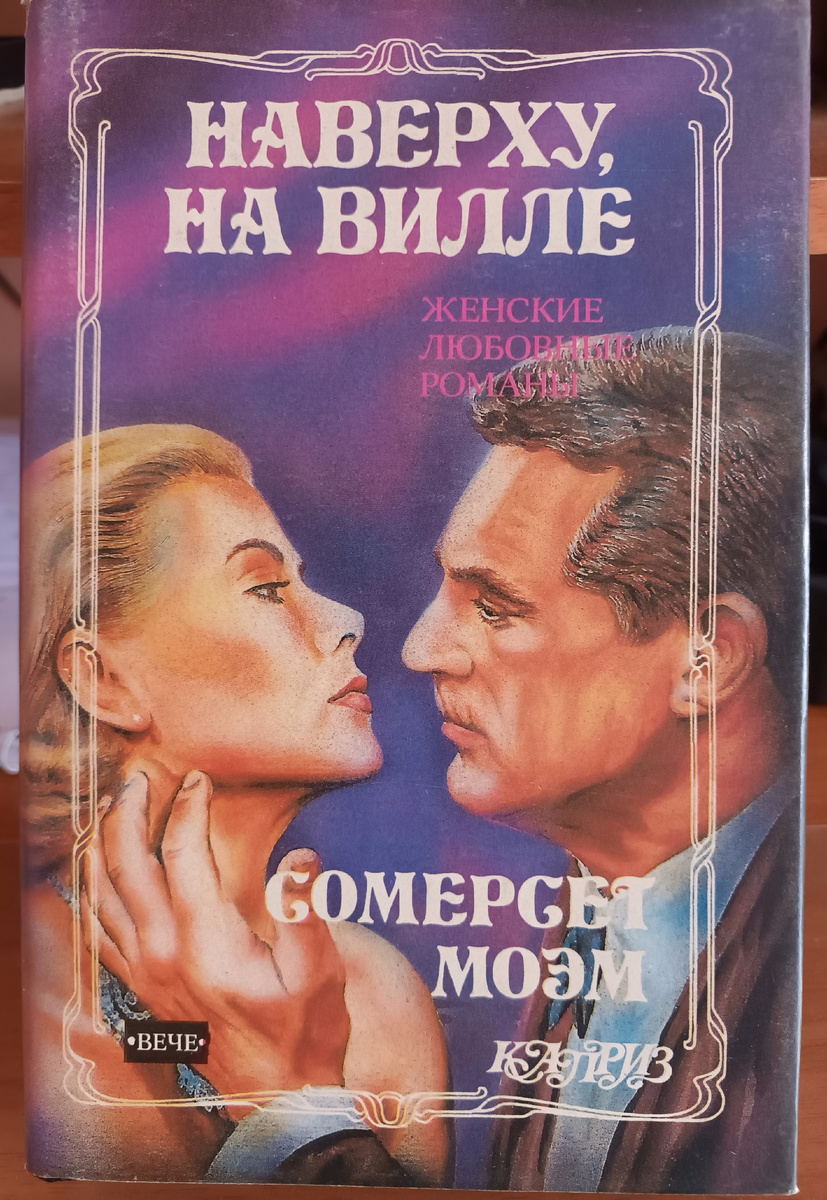 НАВЕРХУ,
НА ВИЛЛЕ
ЖЕНСКИЕ
ЛЮБОВНЫЕ
РОМАНЫ
СОМЕРСЕТ
МОЭМ
•ВЕЧЕ•
КАПРИЗ